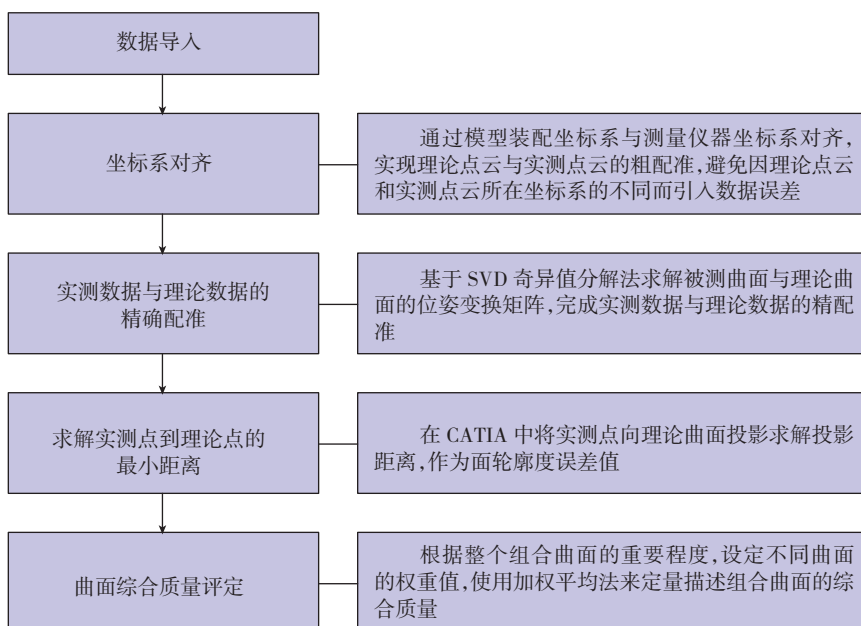 数据导入
坐标系对齐
通过模型装配坐标系与测量仪器坐标系对齐,
实现理论点云与实测点云的粗配准,避免因理论点云
和实测点云所在坐标系的不同而引入数据误差
实测数据与理论数据的
精确配准
基于 SVD 奇异值分解法求解被测曲面与理论曲
面的位姿变换矩阵,完成实测数据与理论数据的精配
准
求解实测点到理论点的
最小距离
在 CATIA 中将实测点向理论曲面投影求解投影
距离,作为面轮廓度误差值
曲面综合质量评定
根据整个组合曲面的重要程度,设定不同曲面
的权重值,使用加权平均法来定量描述组合曲面的综
合质量